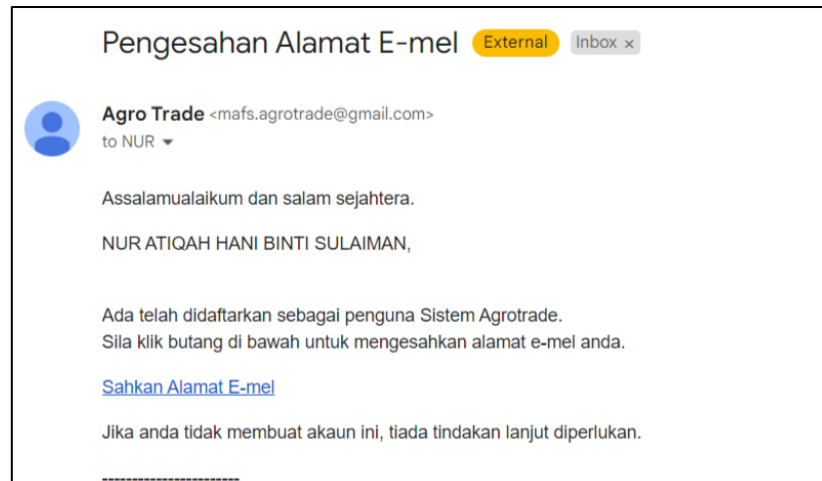 Pengesahan Alamat E-mel External Inbox ×
Agro Trade <mafs.agrotrade@gmail.com>
to NUR
Assalamualaikum dan salam sejahtera.
NUR ATIQAH HANI BINTI SULAIMAN,
Ada telah didaftarkan sebagai penguna Sistem Agrotrade.
Sila klik butang di bawah untuk mengesahkan alamat e-mel anda.
Sahkan Alamat E-mel
Jika anda tidak membuat akaun ini, tiada tindakan lanjut diperlukan.
-----------------------